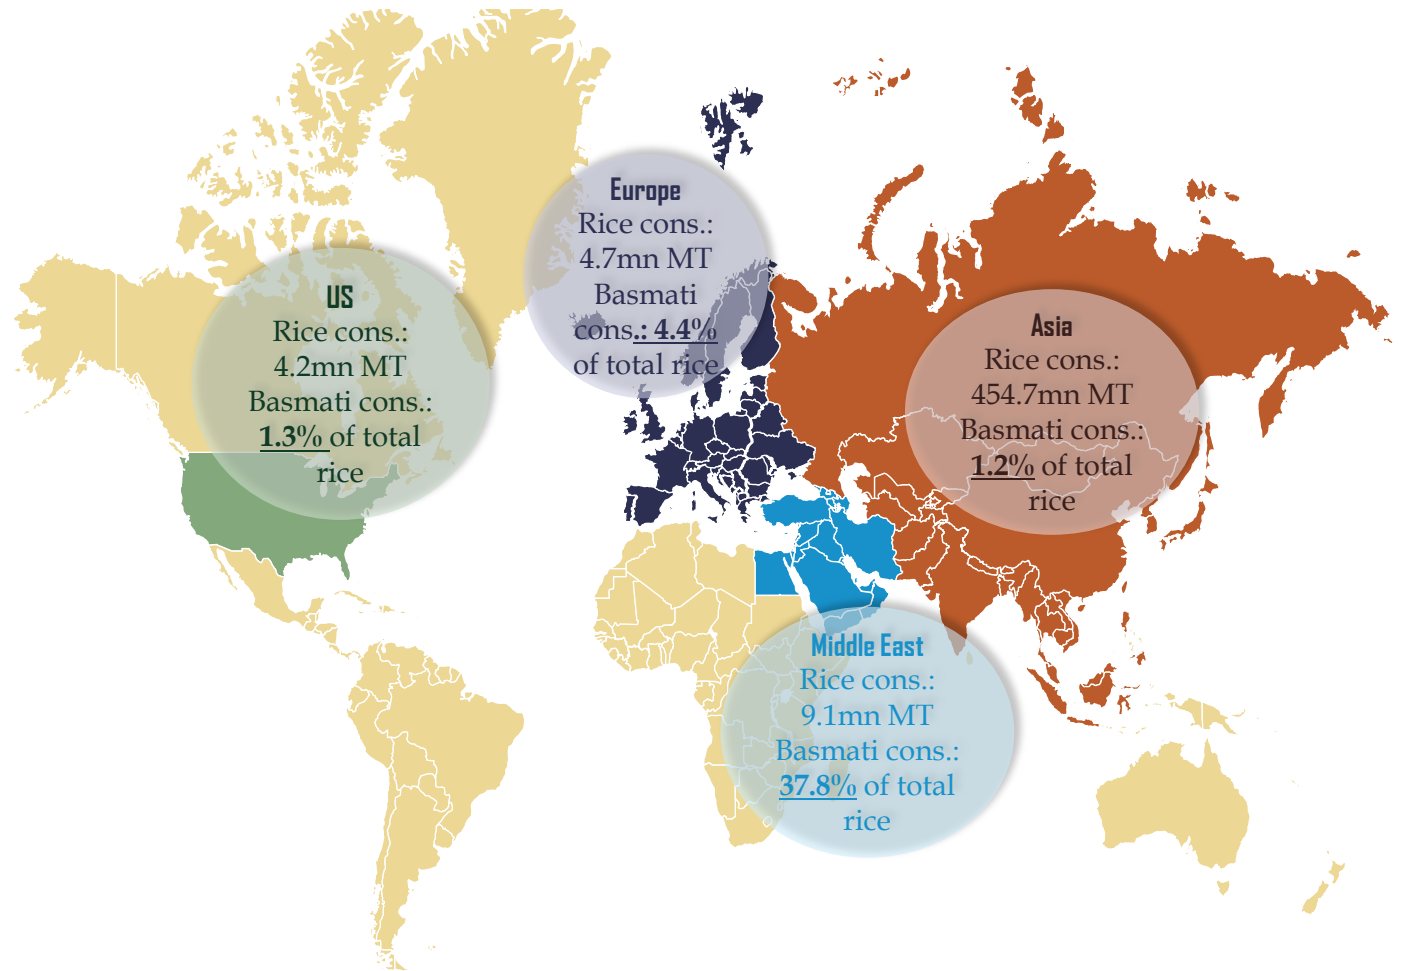 Europe
Rice cons.:
4.7mn MT
Basmati
cons.: 4.4%
of total rice
US
Rice cons.:
4.2mn MT
Basmati cons.:
1.3% of total
rice
Asia
Rice cons.:
454.7mn MT
Basmati cons.:
1.2% of total
rice
Middle East
Rice cons.:
9.1mn MT
Basmati cons.:
37.8% of total
rice